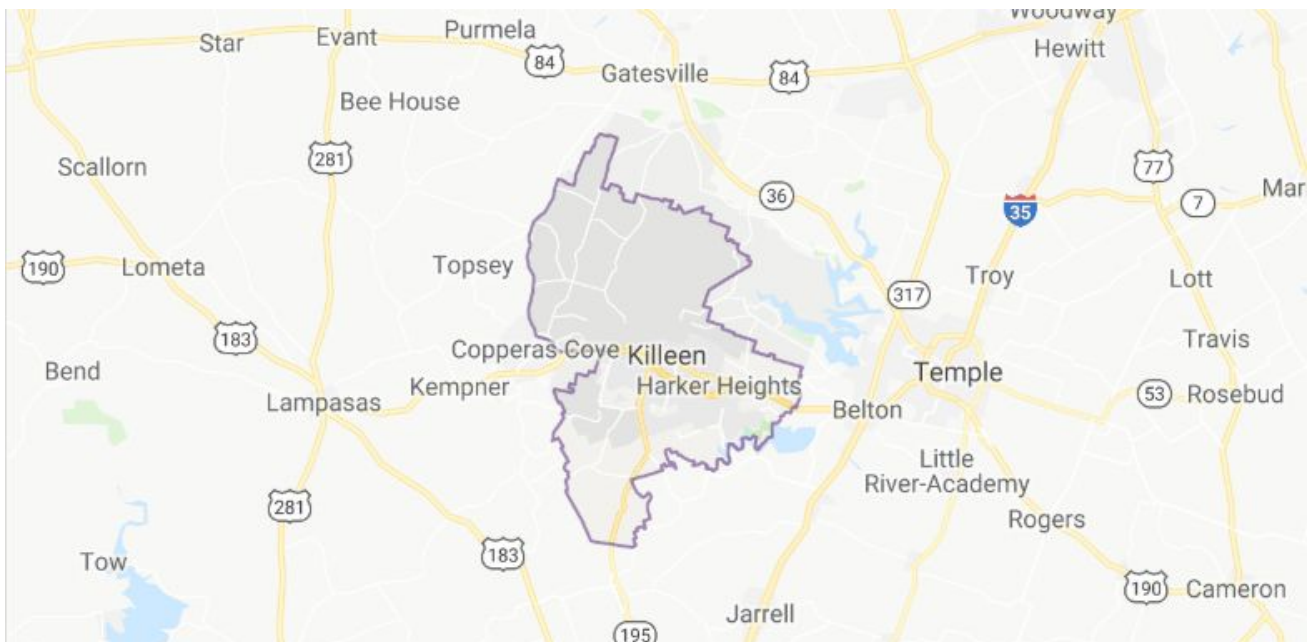 Woodway
Star
Evant
Purmela
Hewitt
84
Gatesville
84
Bee House
281
Scallorn
77
36
7
Mar
35
190
Lometa
Topsey
317
Troy
Lott
183
Travis
Copperas Cove
Killeen
Bend
Kempner
Harker Heights
Temple
53
Rosebud
Lampasas
Belton
Little
River-Academy
281
Rogers
183
Tow
190
Cameron
Jarrell
195